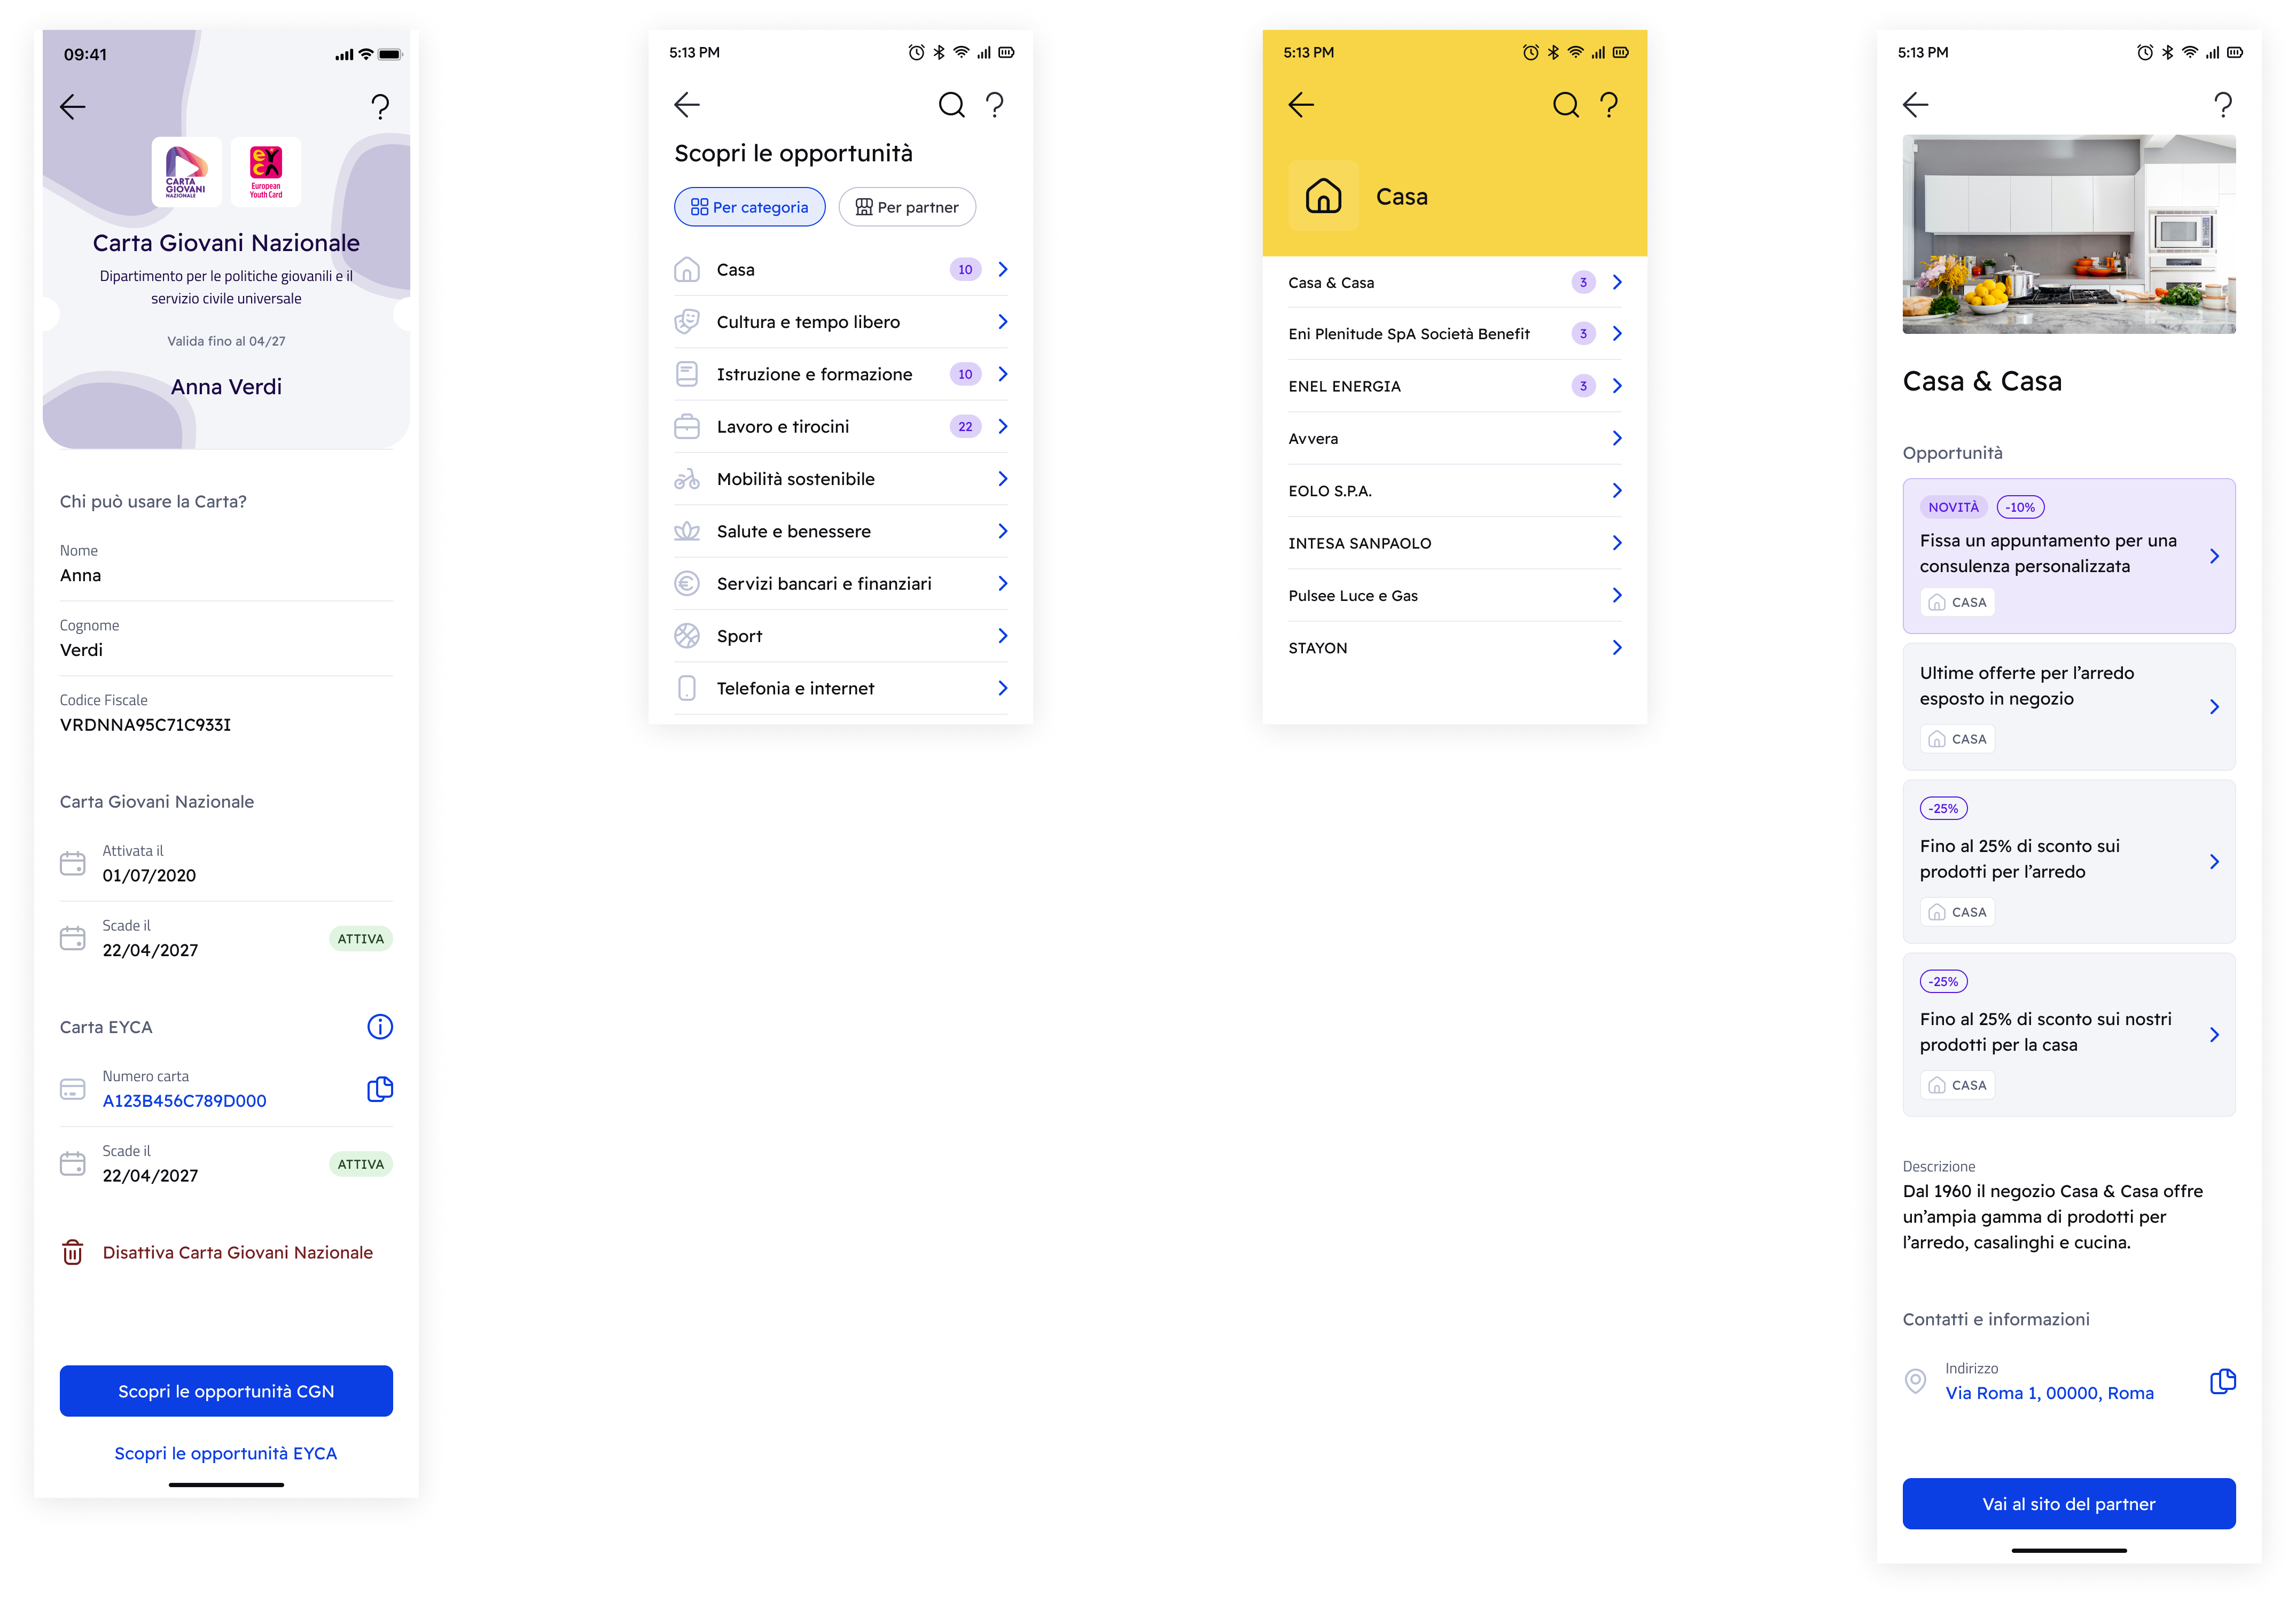 09:41
CARTA
GIOVANI
NAZIONALE
eyca
European
Youth Card
Carta Giovani Nazionale
Dipartimento per le politiche giovanili e il
servizio civile universale
Valida fino al 04/27
Anna Verdi
Chi può usare la Carta?
Nome
Anna
Cognome
Verdi
Codice Fiscale
VRDNNA95C71C933I
Carta Giovani Nazionale
Attivata il
01/07/2020
Scade il
22/04/2027
ATTIVA
Carta EYCA
Numero carta
A123B456C789D000
Scade il
22/04/2027
ATTIVA
Disattiva Carta Giovani Nazionale
Scopri le opportunità CGN
Scopri le opportunità EYCA
5:13 PM
Scopri le opportunità
Per categoria
Per partner
Casa 10
Cultura e tempo libero
Istruzione e formazione 10
Lavoro e tirocini 22
Mobilità sostenibile
Salute e benessere
Servizi bancari e finanziari
Sport
Telefonia e internet
5:13 PM
Casa
Casa & Casa 3
Eni Plenitude SpA Società Benefit 3
ENEL ENERGIA 3
Avvera
EOLO S.P.A.
INTESA SANPAOLO
Pulsee Luce e Gas
STAYON
5:13 PM
Casa & Casa
Opportunità
NOVITÀ -10%
Fissa un appuntamento per una
consulenza personalizzata
CASA
Ultime offerte per l’arredo
esposto in negozio
CASA
-25%
Fino al 25% di sconto sui
prodotti per l’arredo
CASA
-25%
Fino al 25% di sconto sui nostri
prodotti per la casa
CASA
Descrizione
Dal 1960 il negozio Casa & Casa offre
un’ampia gamma di prodotti per
l’arredo, casalinghi e cucina.
Contatti e informazioni
Indirizzo
Via Roma 1, 00000, Roma
Vai al sito del partner